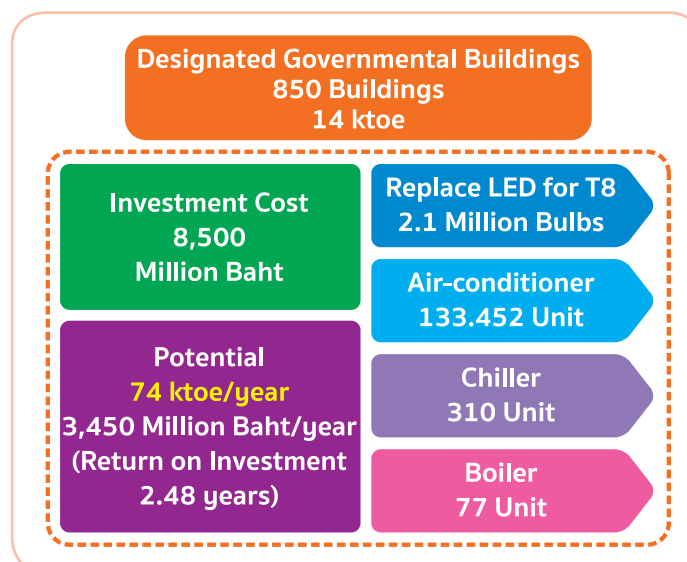 Designated Governmental Buildings
850 Buildings
14 ktoe
Investment Cost
8,500
Million Baht
Potential
74 ktoe/year
3,450 Million Baht/year
(Return on Investment
2.48 years)
Replace LED for T8
2.1 Million Bulbs
Air-conditioner
133.452 Unit
Chiller
310 Unit
Boiler
77 Unit